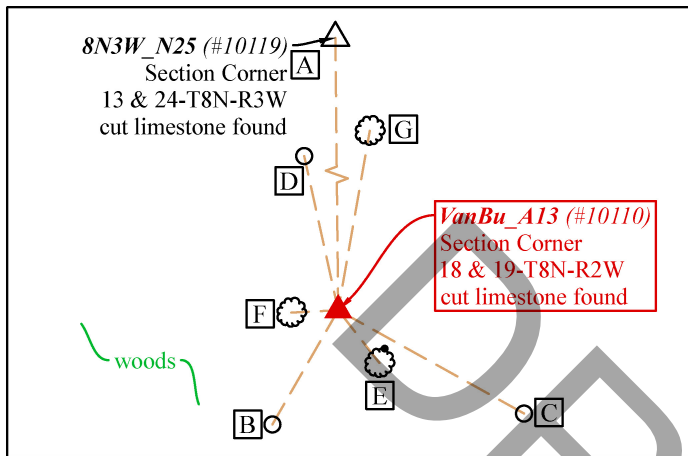 8N3W_N25 (#10119)
Section Corner
13 & 24-T8N-R3W
cut limestone found
A
G
D
VanBu_A13 (#10110)
Section Corner
18 & 19-T8N-R2W
cut limestone found
F
woods
E
B
C
D
R